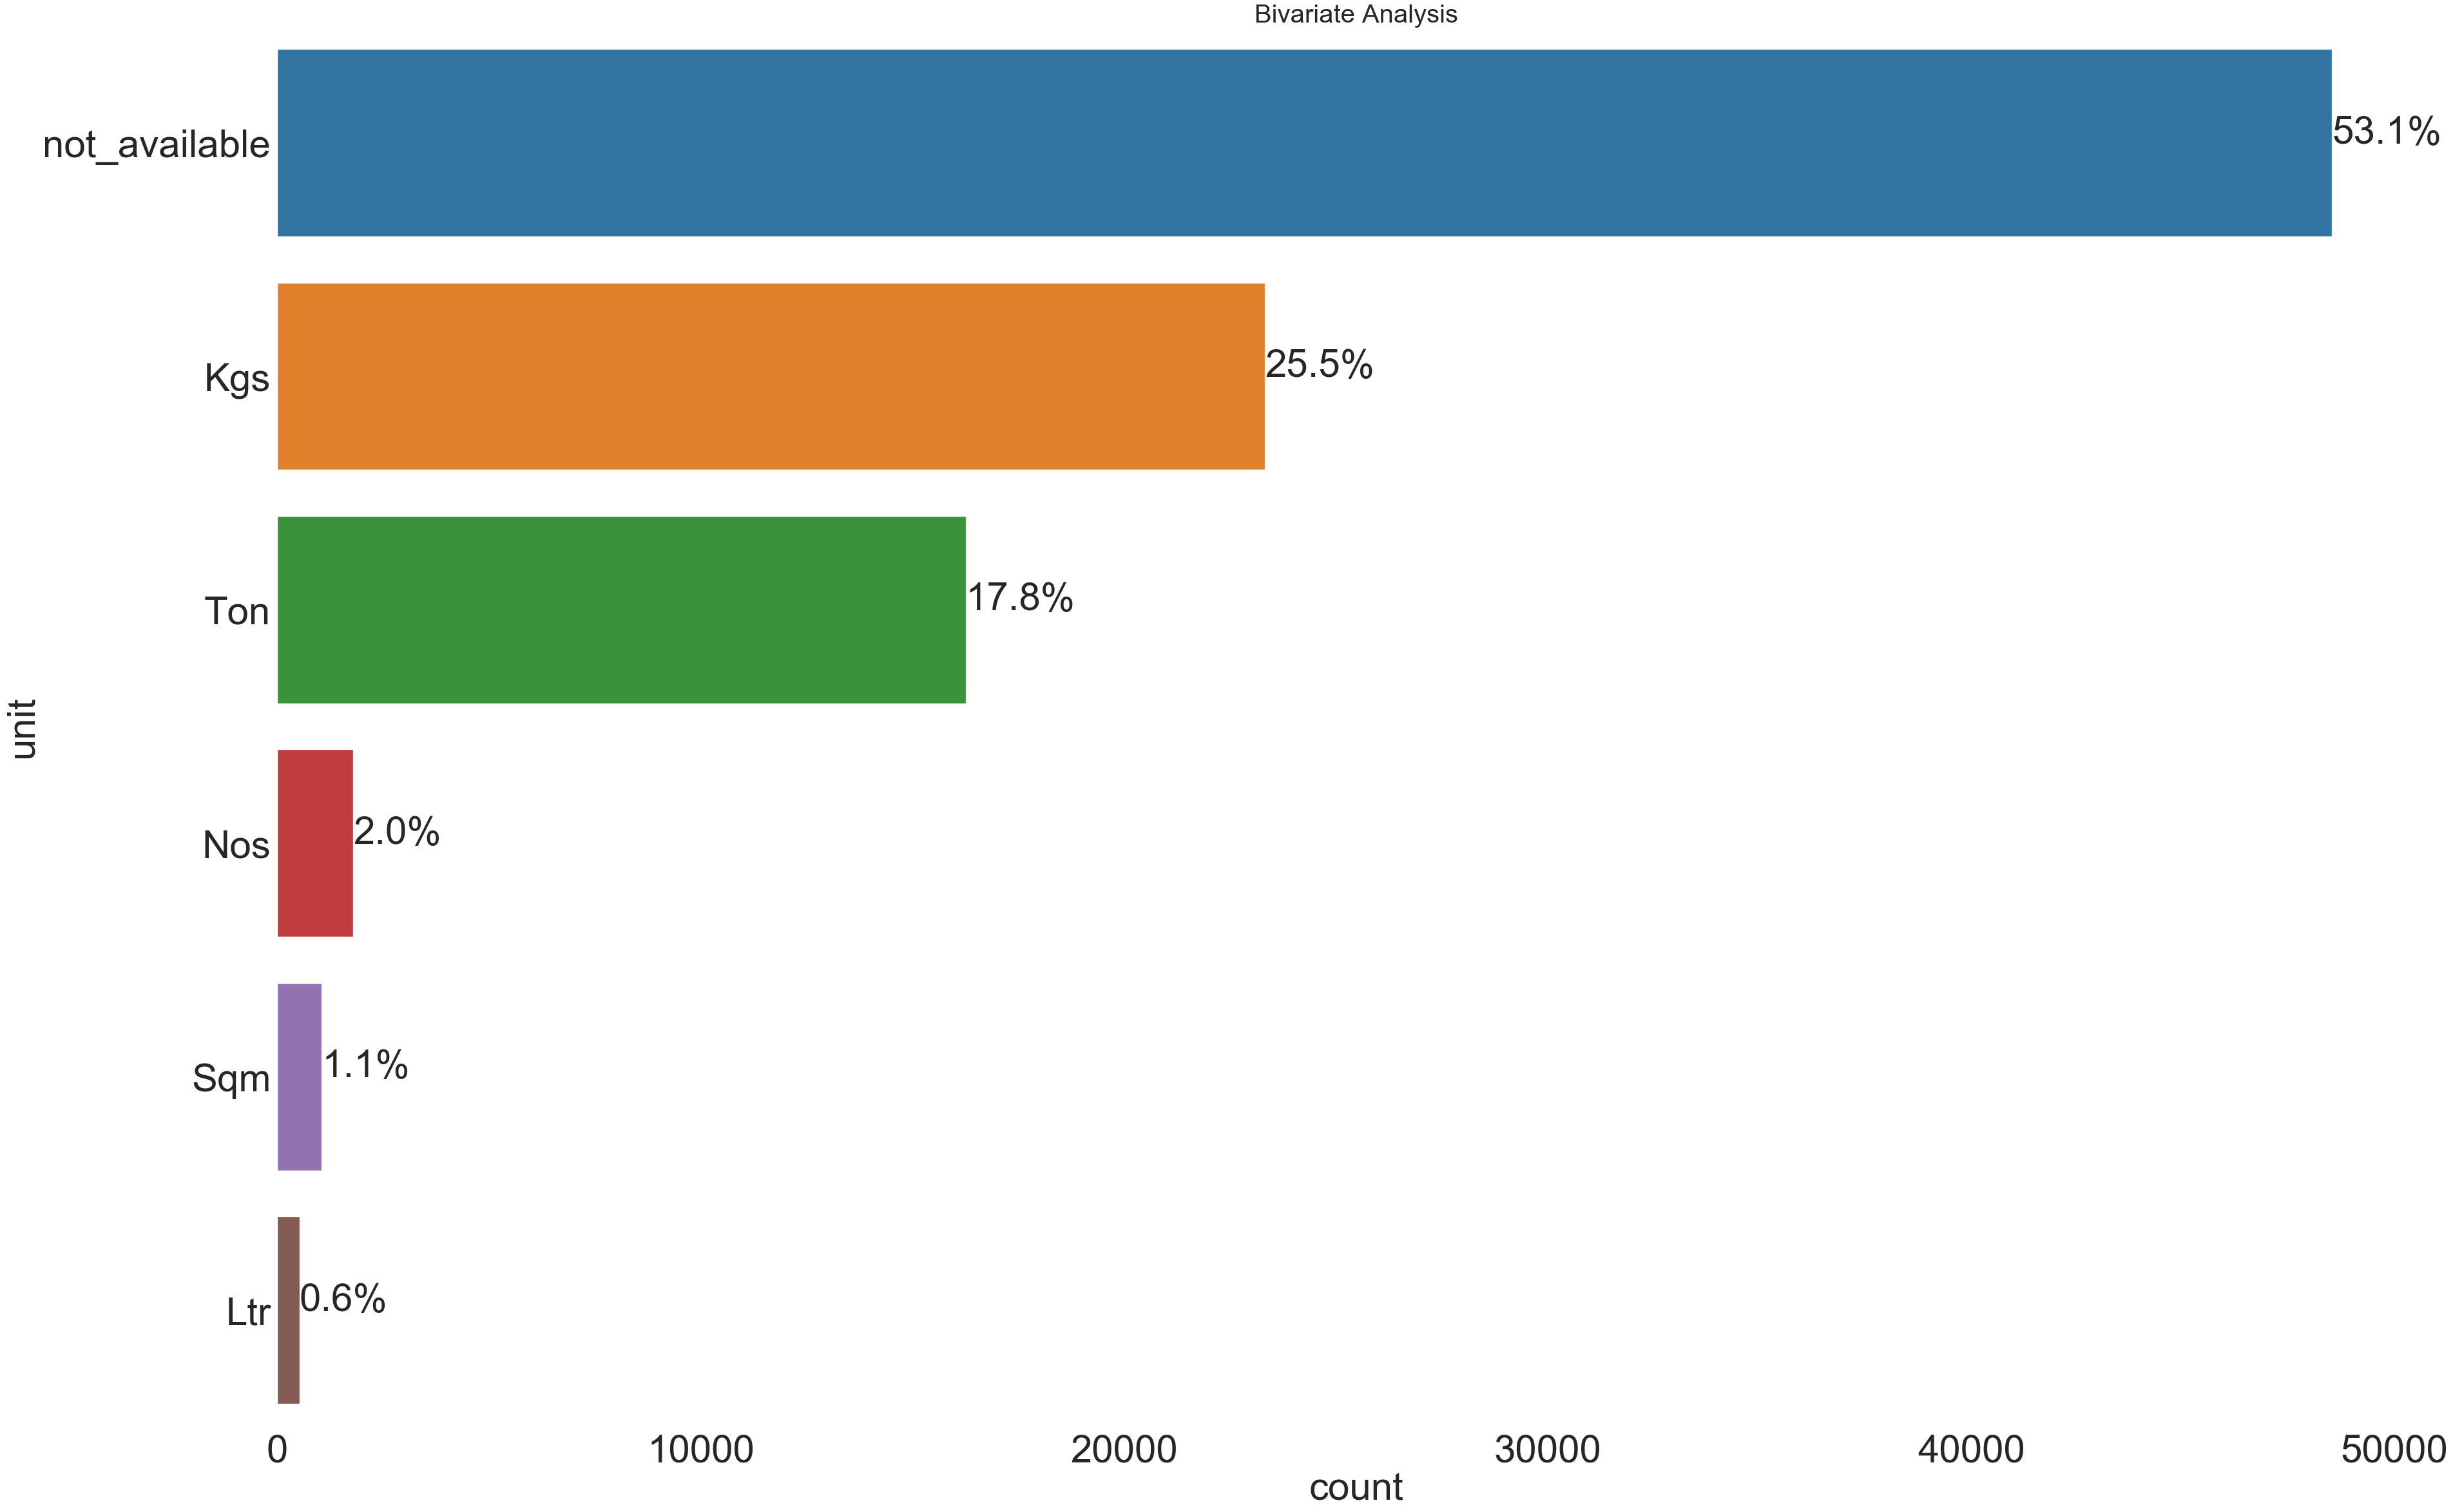 Bivariate Analysis
not_available
53.1%
Kgs
25.5%
Ton
17.8%
unit
Nos
2.0%
Sqm
1.1%
Ltr
0.6%
0 10000 20000 30000 40000 50000
count